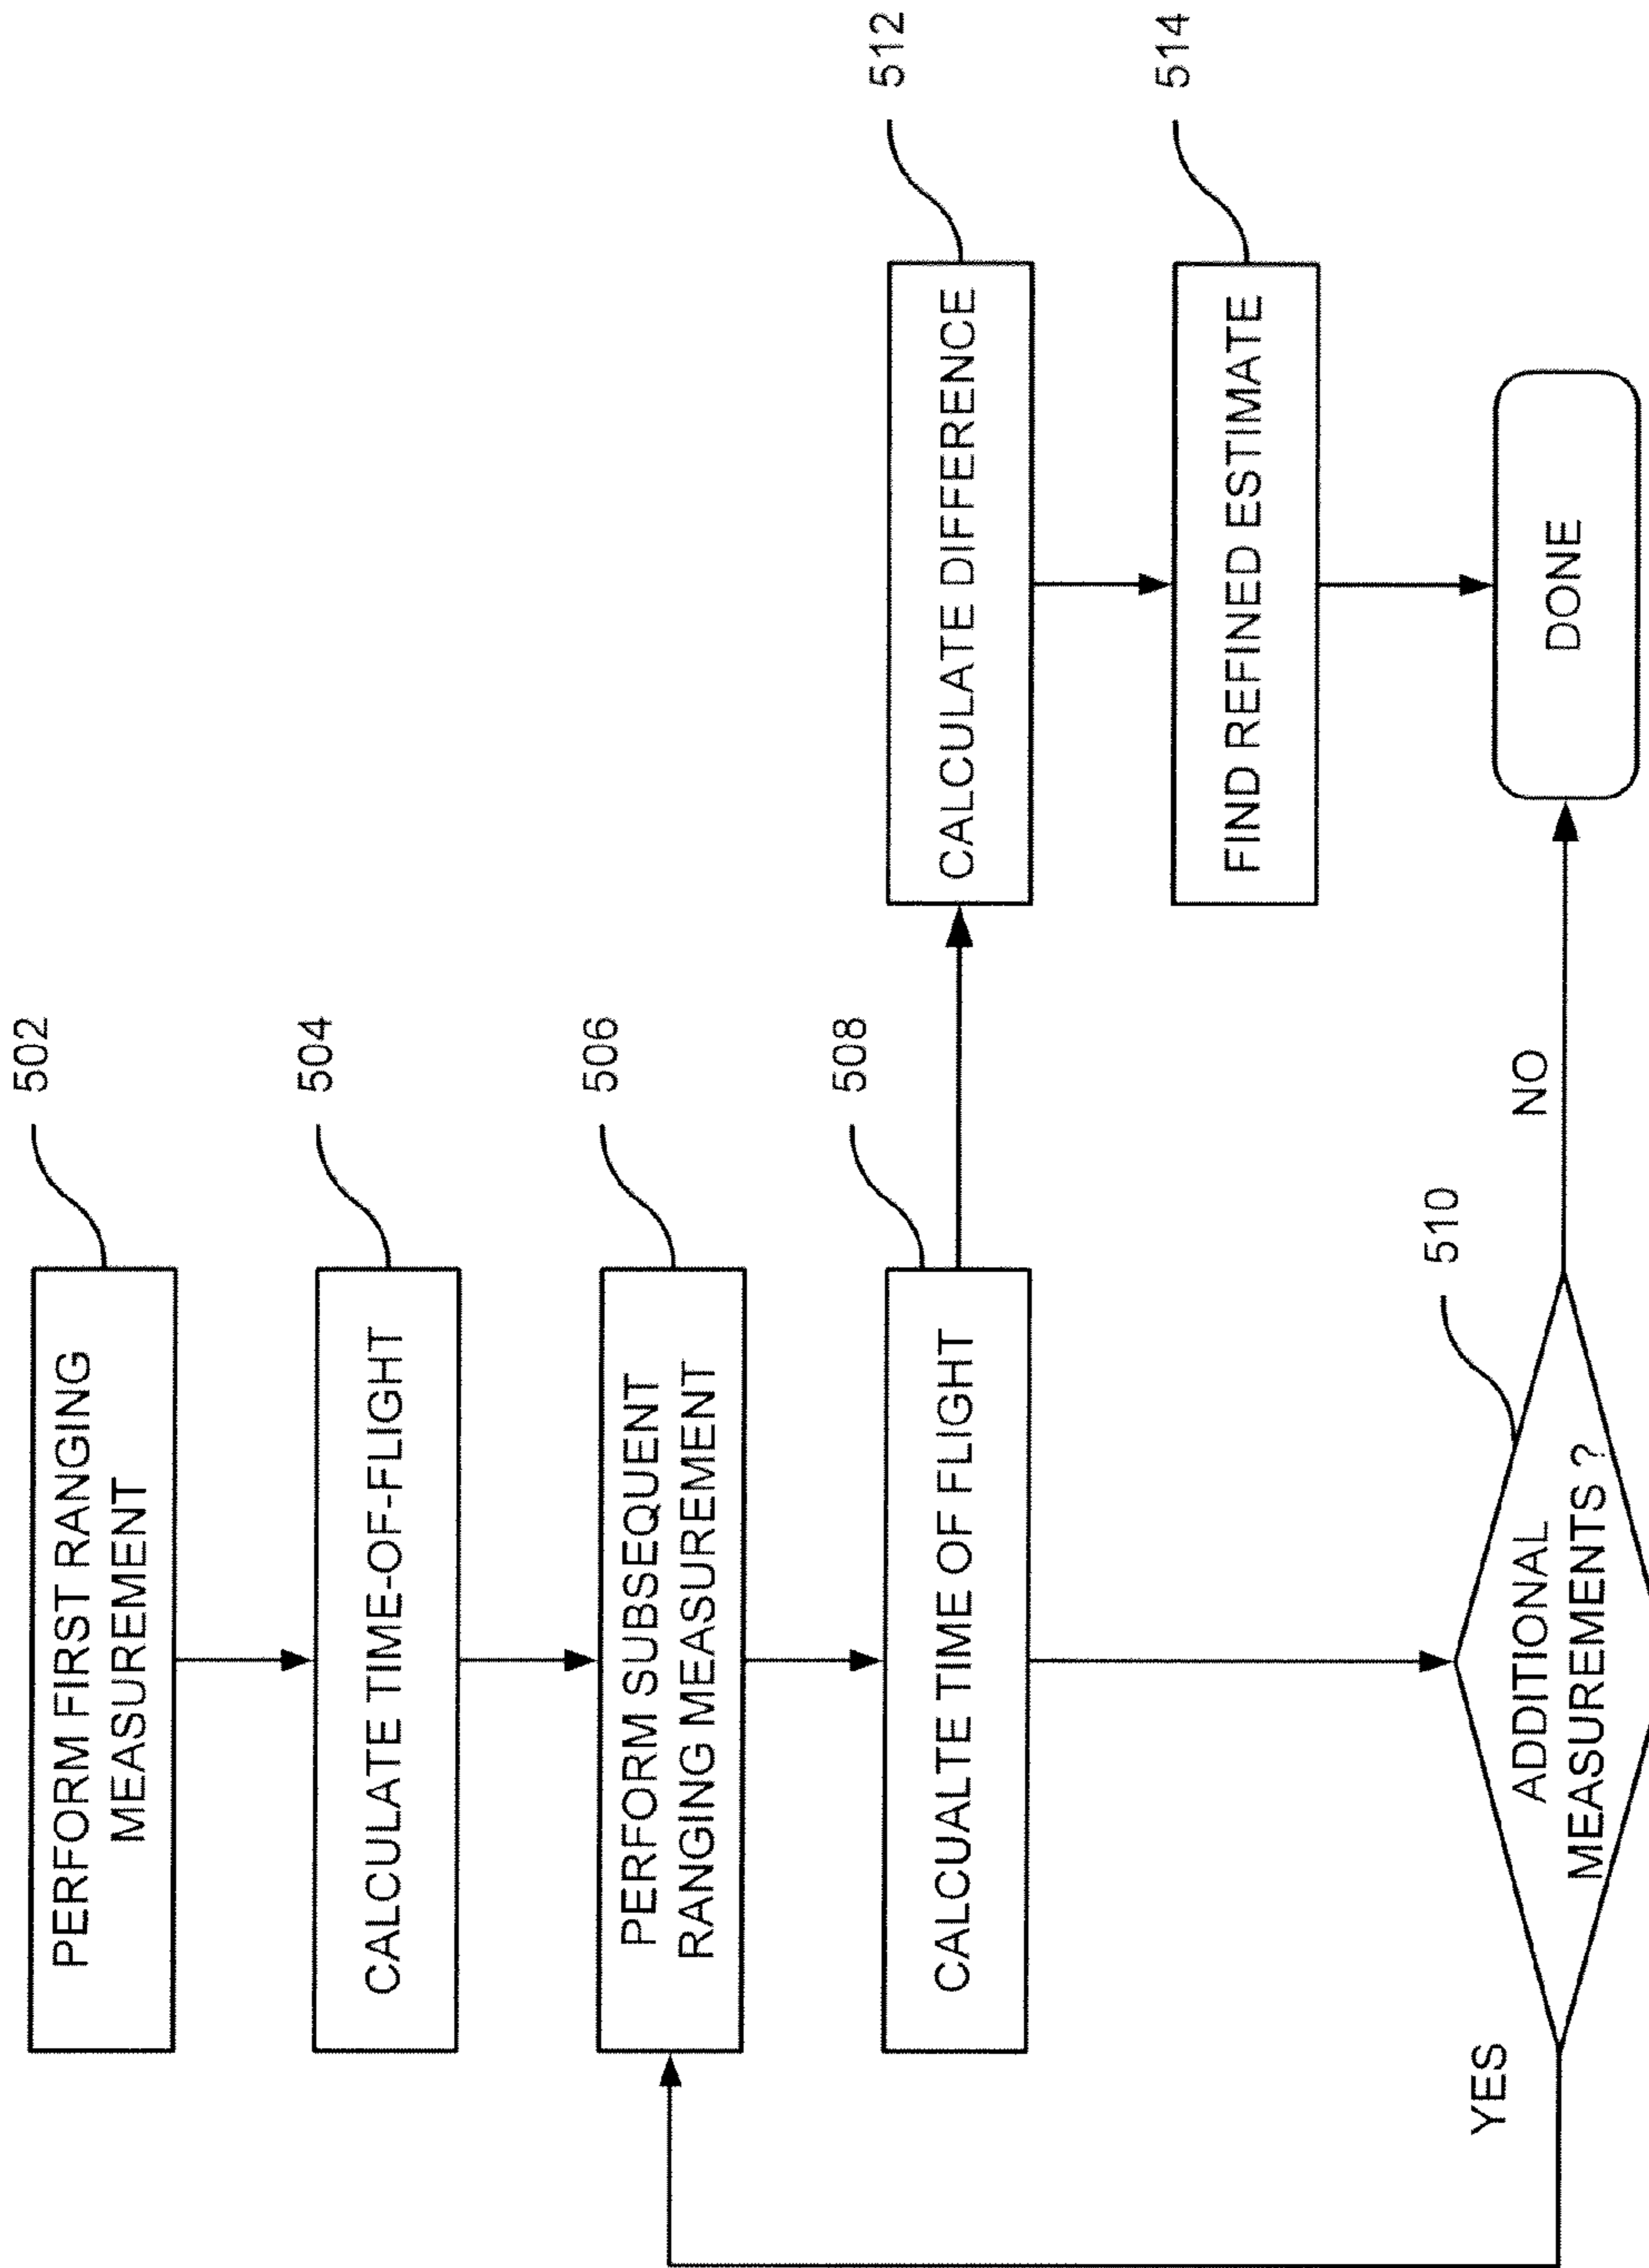 502
PERFORM FIRST RANGING
MEASUREMENT
504
CALCULATE TIME-OF-FLIGHT
506
PERFORM SUBSEQUENT
RANGING MEASUREMENT
508
CALCUALTE TIME OF FLIGHT
512
CALCULATE DIFFERENCE
514
FIND REFINED ESTIMATE
510
ADDITIONAL
MEASUREMENTS ?
YES
NO
DONE